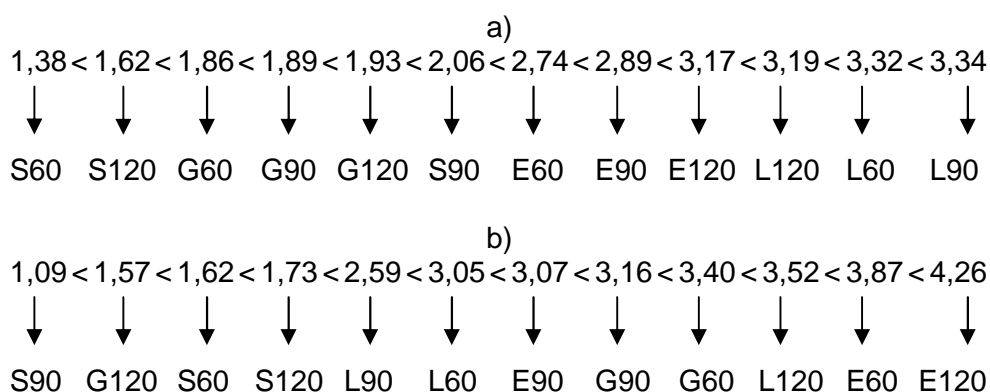 a)
1,38 < 1,62 < 1,86 < 1,89 < 1,93 < 2,06 < 2,74 < 2,89 < 3,17 < 3,19 < 3,32 < 3,34
S60 S120 G60 G90 G120 S90 E60 E90 E120 L120 L60 L90
b)
1,09 < 1,57 < 1,62 < 1,73 < 2,59 < 3,05 < 3,07 < 3,16 < 3,40 < 3,52 < 3,87 < 4,26
S90 G120 S60 S120 L90 L60 E90 G90 G60 L120 E60 E120